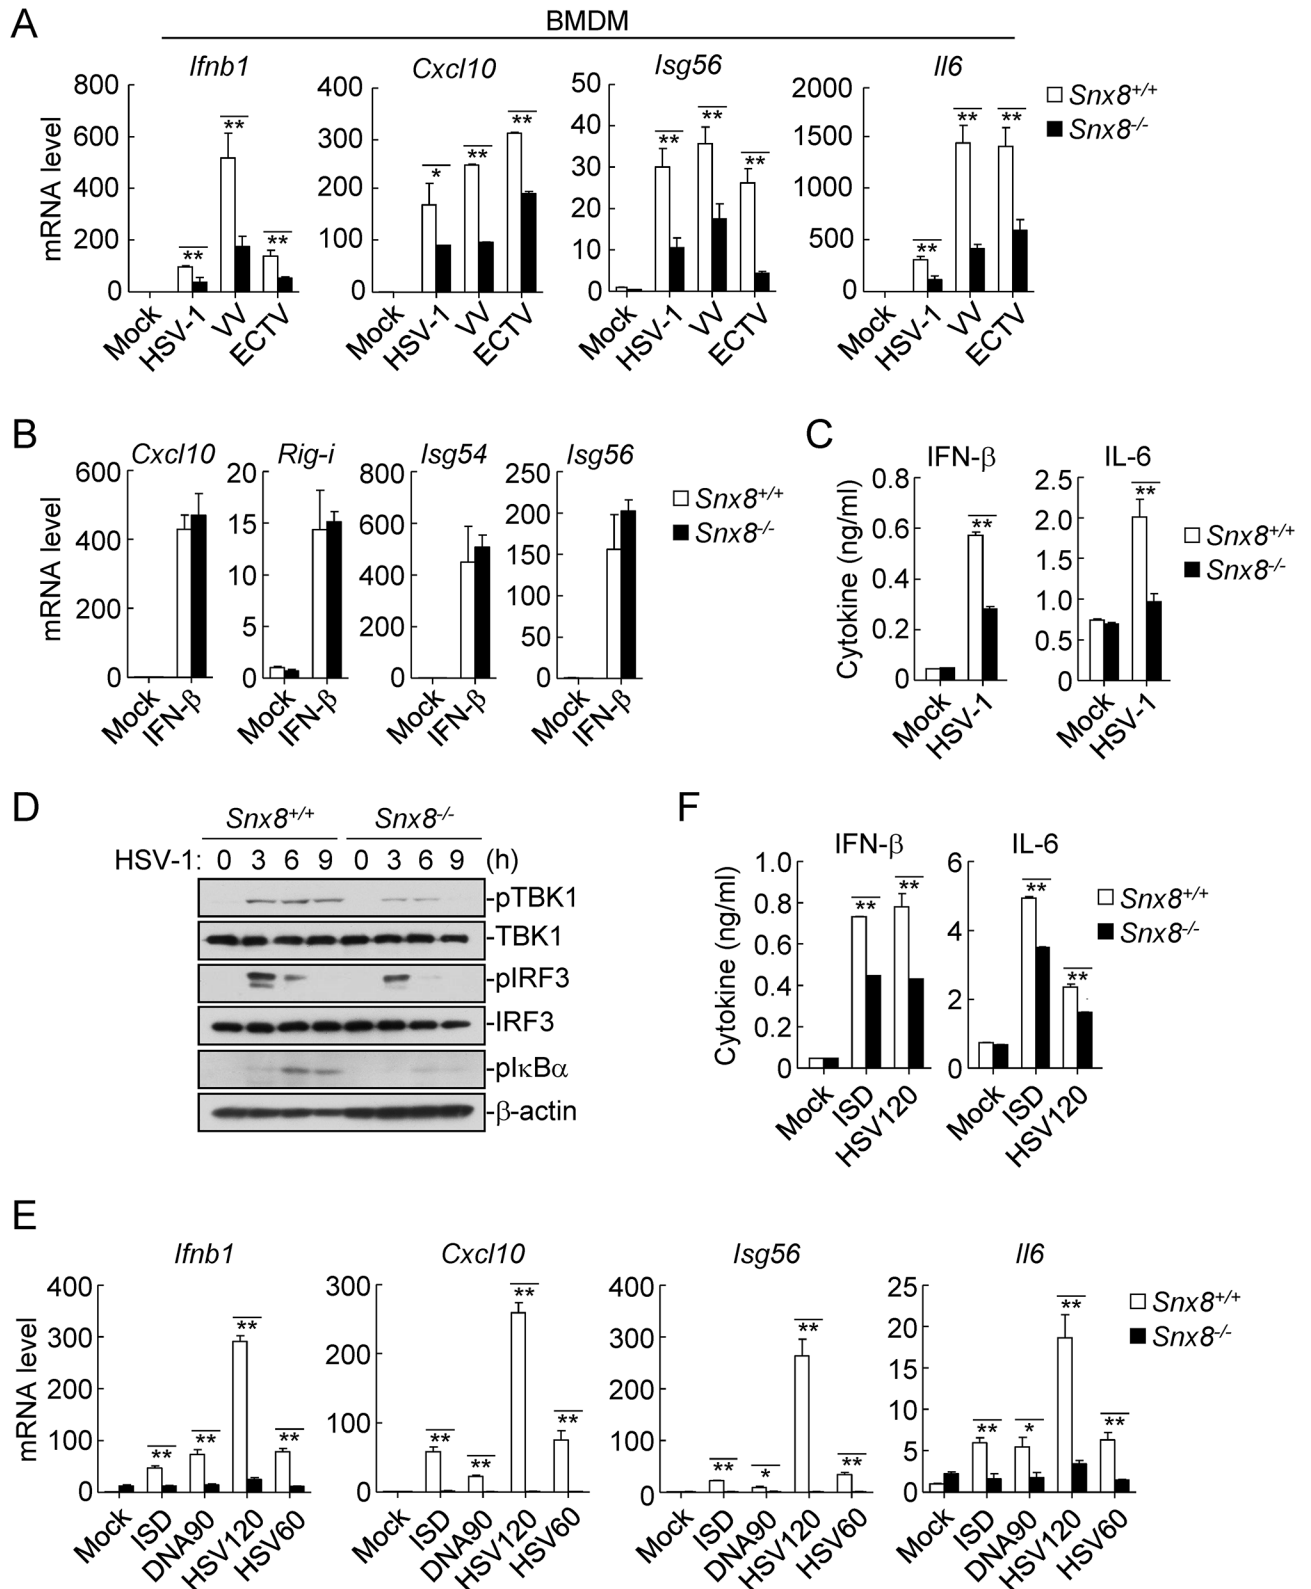 A
BMDM
Ifnb1
Cxcl10
Isg56
Il6
mRNA level
800
600
400
200
0
400
300
200
100
0
50
40
30
20
10
0
2000
1500
1000
500
0
**
**
**
*
**
**
**
**
**
**
**
**
Snx8+/+
Snx8-/-
Mock
HSV-1
VV
ECTV
Mock
HSV-1
VV
ECTV
Mock
HSV-1
VV
ECTV
Mock
HSV-1
VV
ECTV
B
Cxcl10
Rig-i
Isg54
Isg56
mRNA level
600
400
200
0
20
15
10
5
0
800
600
400
200
0
250
200
150
100
50
0
Snx8+/+
Snx8-/-
Mock
IFN-β
Mock
IFN-β
Mock
IFN-β
Mock
IFN-β
C
IFN-β
IL-6
Cytokine (ng/ml)
0.8
0.6
0.4
0.2
0
2.5
2.0
1.5
1.0
0.5
0
**
**
Snx8+/+
Snx8-/-
Mock
HSV-1
Mock
HSV-1
D
Snx8+/+
Snx8-/-
HSV-1: 0 3 6 9 0 3 6 9 (h)
-pTBK1
-TBK1
-pIRF3
-IRF3
-pIκBα
-β-actin
F
IFN-β
IL-6
Cytokine (ng/ml)
1.0
0.8
0.6
0.4
0.2
0
6
4
2
0
**
**
**
**
Snx8+/+
Snx8-/-
Mock
ISD
HSV120
Mock
ISD
HSV120
E
Ifnb1
Cxcl10
Isg56
Il6
mRNA level
400
300
200
100
0
300
200
100
0
400
300
200
100
0
25
20
15
10
5
0
**
**
**
**
**
**
**
**
**
*
**
**
**
*
**
**
Snx8+/+
Snx8-/-
Mock
ISD
DNA90
HSV120
HSV60
Mock
ISD
DNA90
HSV120
HSV60
Mock
ISD
DNA90
HSV120
HSV60
Mock
ISD
DNA90
HSV120
HSV60